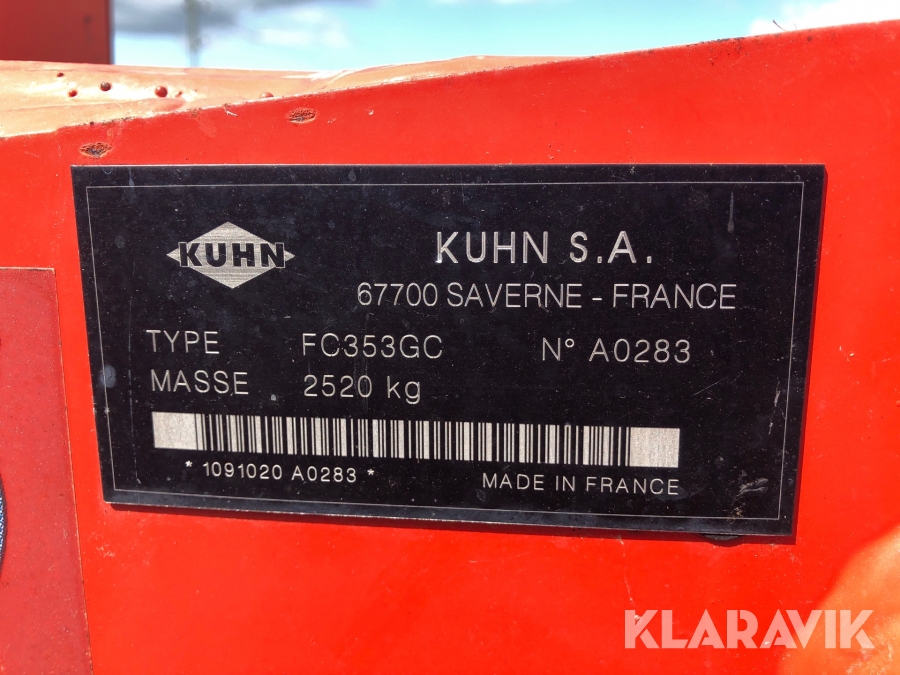 KUHN
KUHN S.A.
67700 SAVERNE - FRANCE
TYPE FC353GC N° A0283
MASSE 2520 kg
* 1091020 A0283 *
MADE IN FRANCE
KLARAVIK